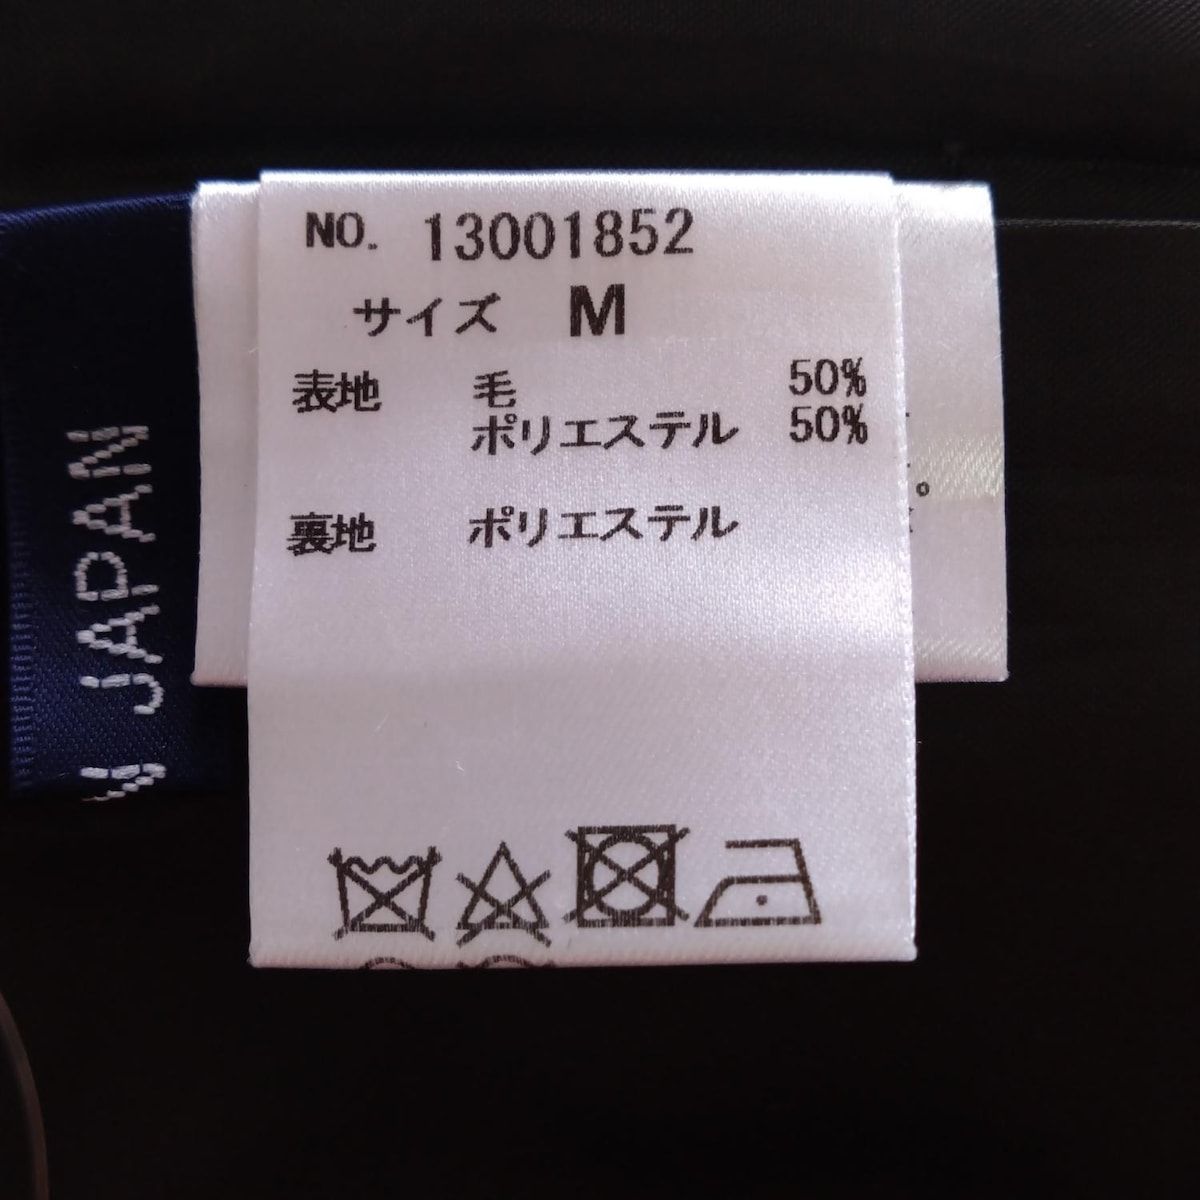 NO. 13001852
サイズ M
表地 毛 50%
ポリエステル 50%
裏地 ポリエステル
JAPAN